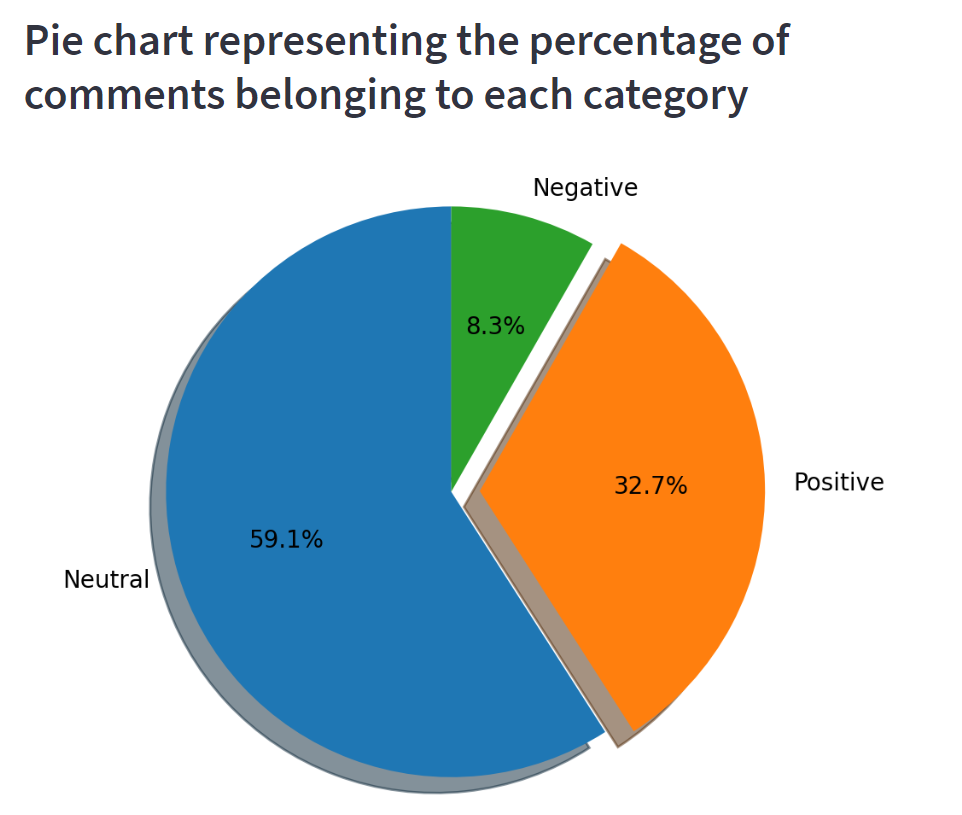 Pie chart representing the percentage of
comments belonging to each category
Negative
8.3%
32.7%
Positive
59.1%
Neutral